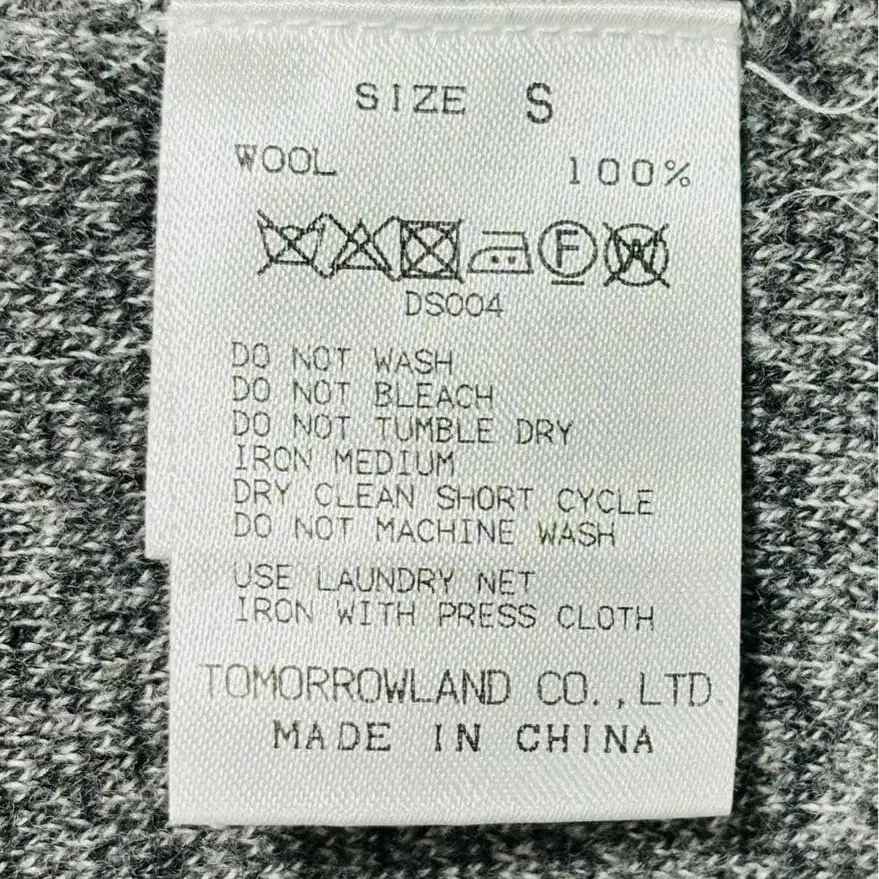 SIZE S
WOOL 100%
F W
DS004
DO NOT WASH
DO NOT BLEACH
DO NOT TUMBLE DRY
IRON MEDIUM
DRY CLEAN SHORT CYCLE
DO NOT MACHINE WASH
USE LAUNDRY NET
IRON WITH PRESS CLOTH
TOMORROWLAND CO.,LTD.
MADE IN CHINA